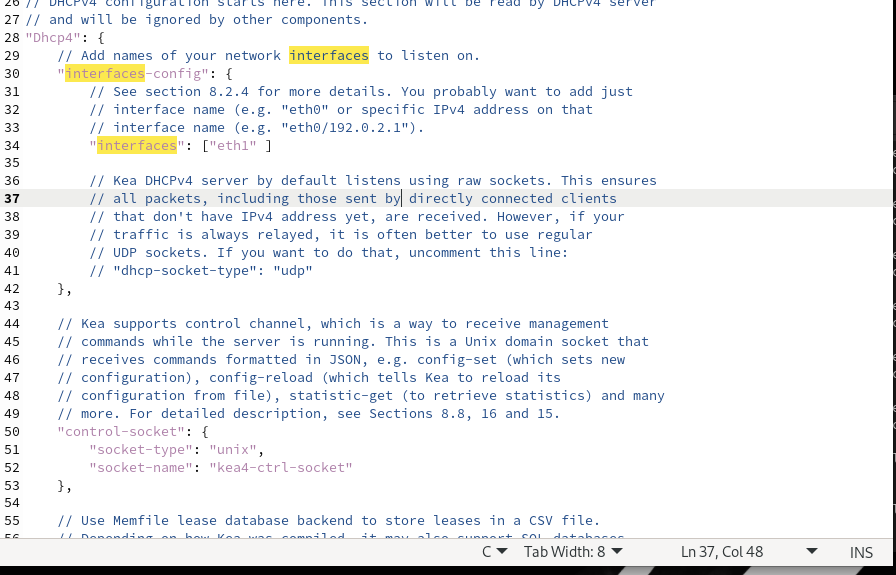 26 // DHCPv4 configuration starts here. This section will be read by DHCPv4 server
27 // and will be ignored by other components.
28 "Dhcp4": {
29     // Add names of your network interfaces to listen on.
30     "interfaces-config": {
31         // See section 8.2.4 for more details. You probably want to add just
32         // interface name (e.g. "eth0" or specific IPv4 address on that
33         // interface name (e.g. "eth0/192.0.2.1").
34         "interfaces": ["eth1" ]
35
36         // Kea DHCPv4 server by default listens using raw sockets. This ensures
37         // all packets, including those sent by directly connected clients
38         // that don't have IPv4 address yet, are received. However, if your
39         // traffic is always relayed, it is often better to use regular
40         // UDP sockets. If you want to do that, uncomment this line:
41         // "dhcp-socket-type": "udp"
42     },
43
44     // Kea supports control channel, which is a way to receive management
45     // commands while the server is running. This is a Unix domain socket that
46     // receives commands formatted in JSON, e.g. config-set (which sets new
47     // configuration), config-reload (which tells Kea to reload its
48     // configuration from file), statistic-get (to retrieve statistics) and many
49     // more. For detailed description, see Sections 8.8, 16 and 15.
50     "control-socket": {
51         "socket-type": "unix",
52         "socket-name": "kea4-ctrl-socket"
53     },
54
55     // Use Memfile lease database backend to store leases in a CSV file.
56     // Depending on how Kea was compiled, it may also support SQL databases
C Tab Width: 8 Ln 37, Col 48 INS